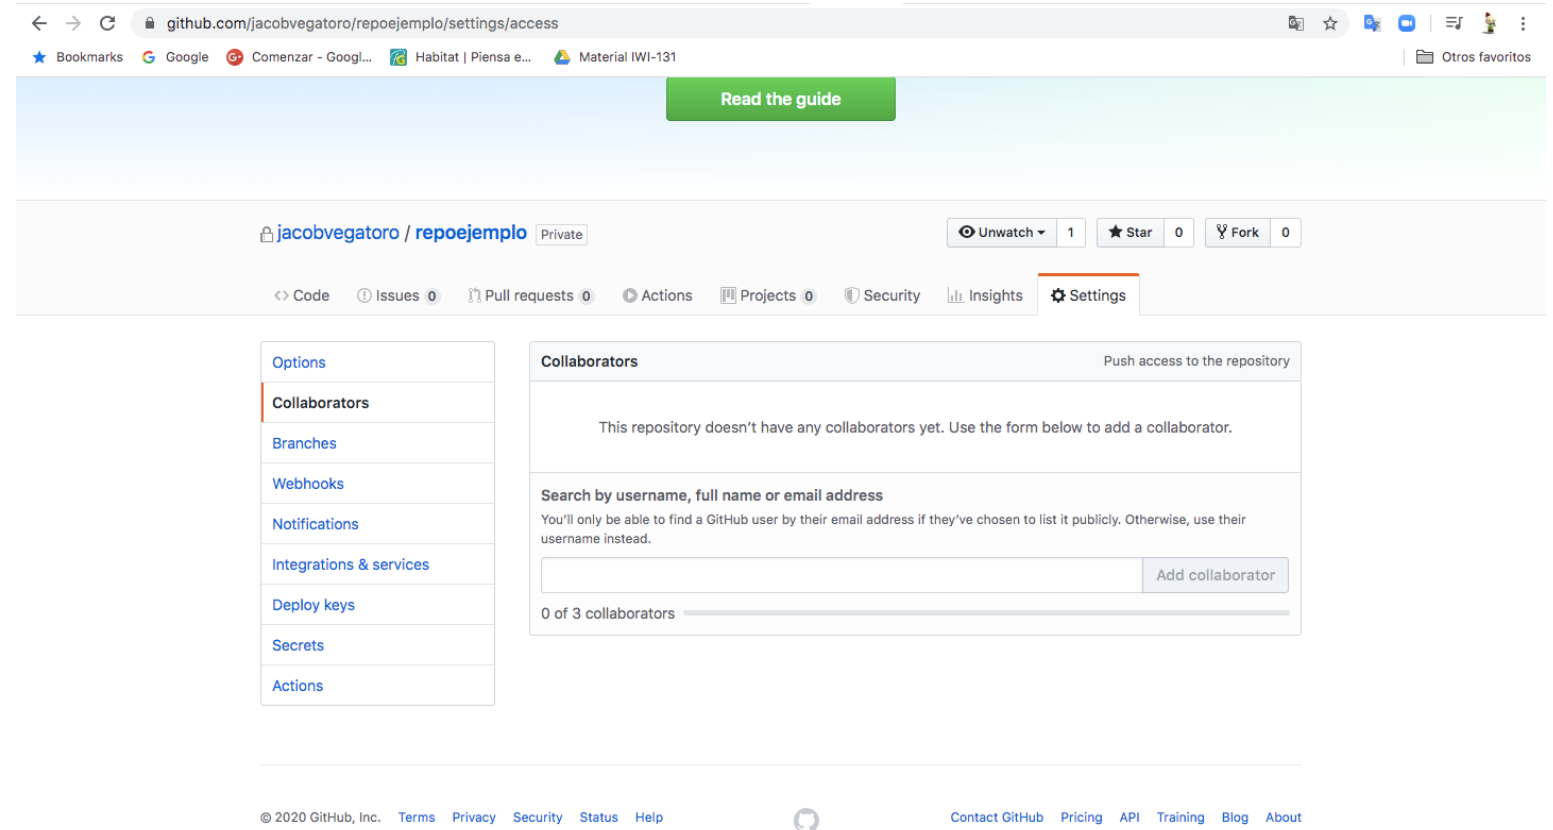 github.com/jacobvegatoro/repoejemplo/settings/access
Bookmarks Google Comenzar - Googl... Habitat | Piensa e... Material IWI-131 Otros favoritos
Read the guide
jacobvegatoro / repoejemplo Private Unwatch 1 Star 0 Fork 0
Code Issues 0 Pull requests 0 Actions Projects 0 Security Insights Settings
Options
Collaborators
Branches
Webhooks
Notifications
Integrations & services
Deploy keys
Secrets
Actions
Collaborators Push access to the repository
This repository doesn’t have any collaborators yet. Use the form below to add a collaborator.
Search by username, full name or email address
You’ll only be able to find a GitHub user by their email address if they’ve chosen to list it publicly. Otherwise, use their
username instead.
Add collaborator
0 of 3 collaborators
© 2020 GitHub, Inc. Terms Privacy Security Status Help Contact GitHub Pricing API Training Blog About